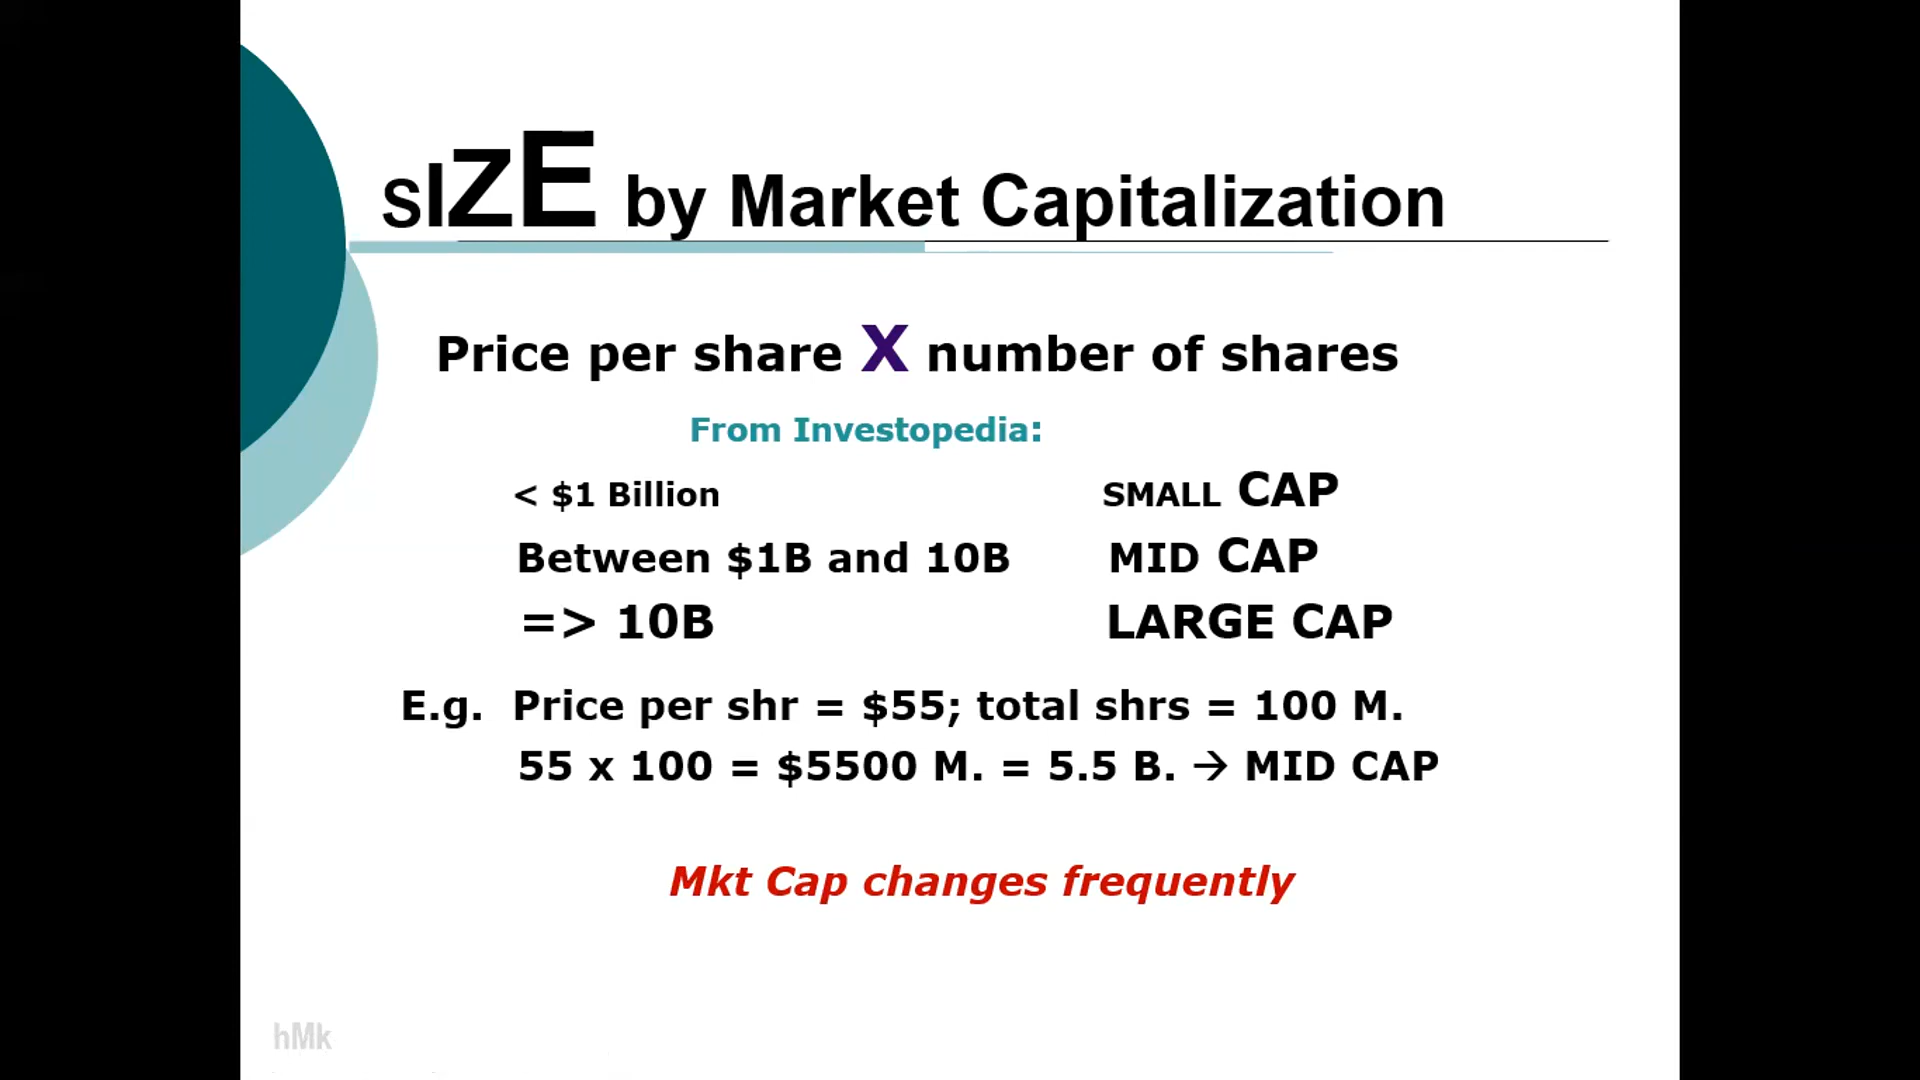 SIZE by Market Capitalization
Price per share X number of shares
From Investopedia:
< $1 Billion SMALL CAP
Between $1B and 10B MID CAP
=> 10B LARGE CAP
E.g. Price per shr = $55; total shrs = 100 M.
55 x 100 = $5500 M. = 5.5 B. → MID CAP
Mkt Cap changes frequently
hMk